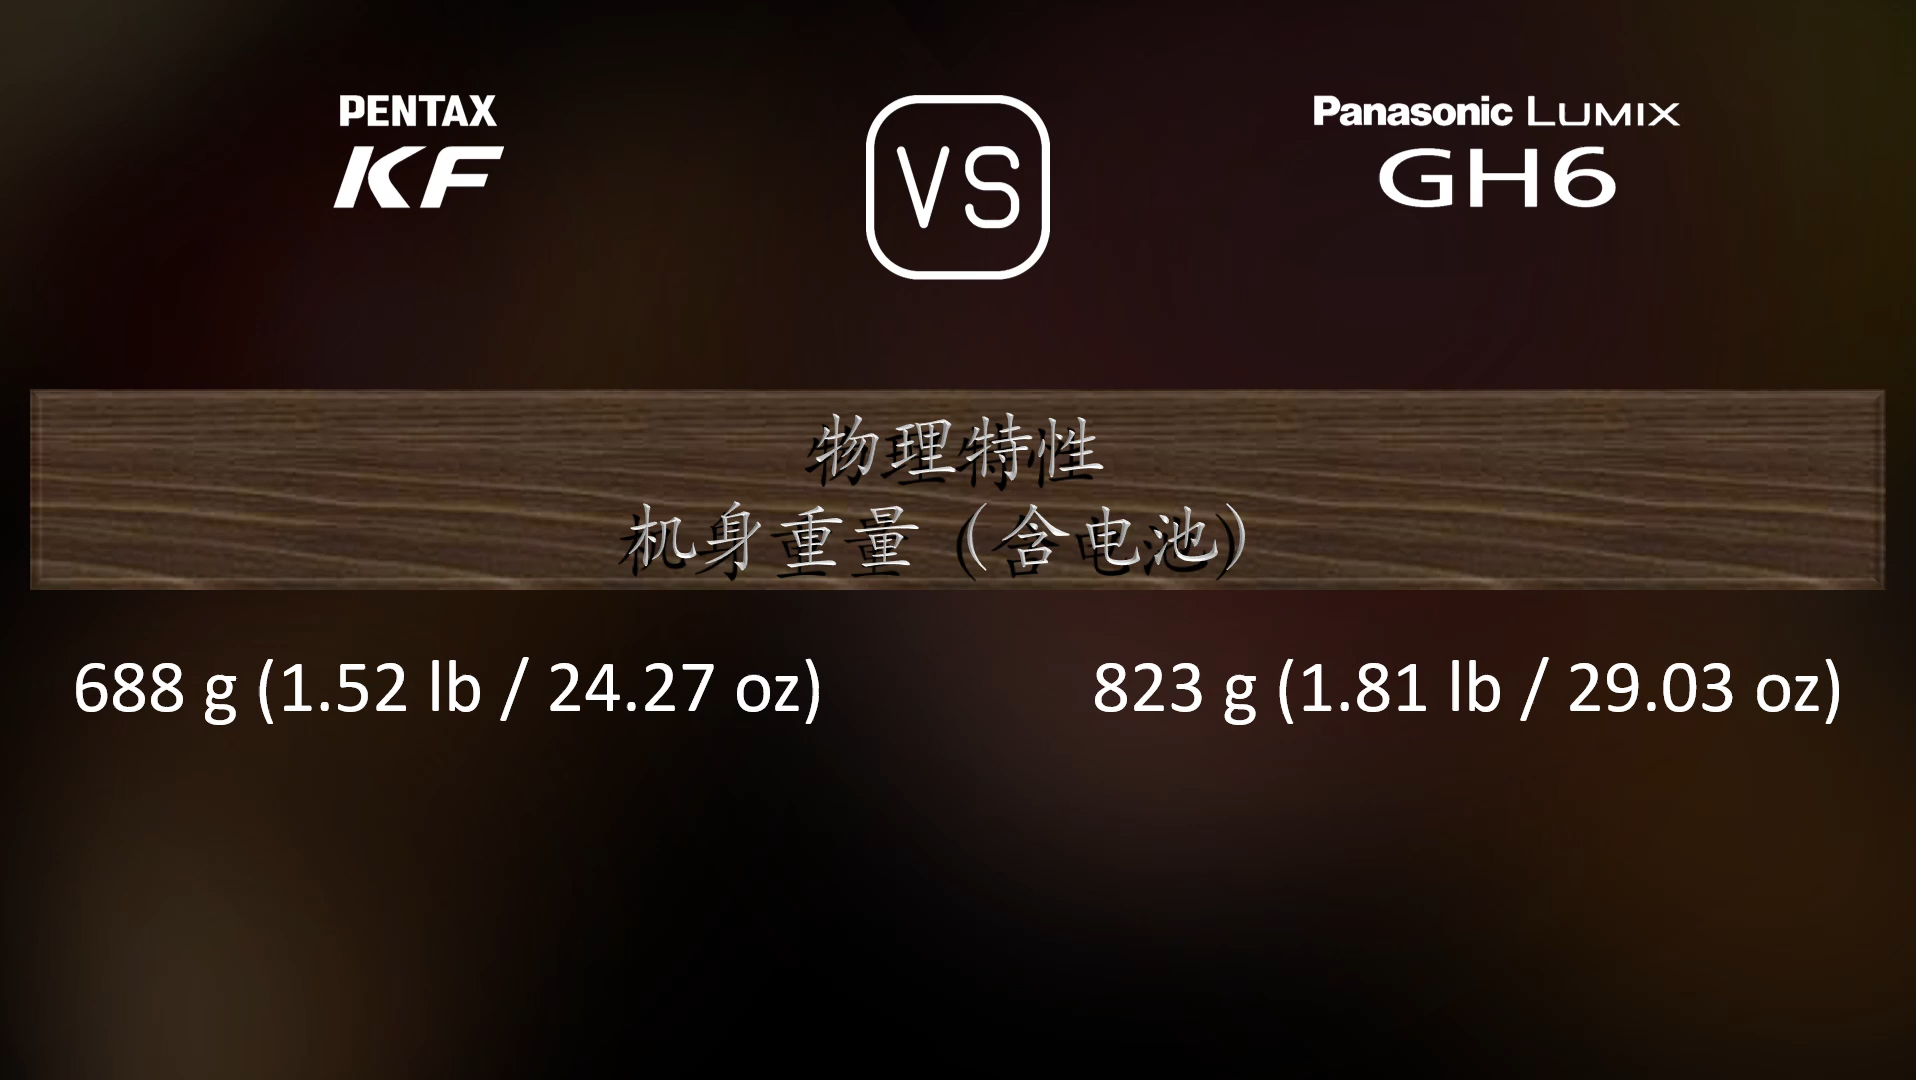 PENTAX
KF
VS
Panasonic LUMIX
GH6
物理特性
机身重量（含电池）
688 g (1.52 lb / 24.27 oz)
823 g (1.81 lb / 29.03 oz)